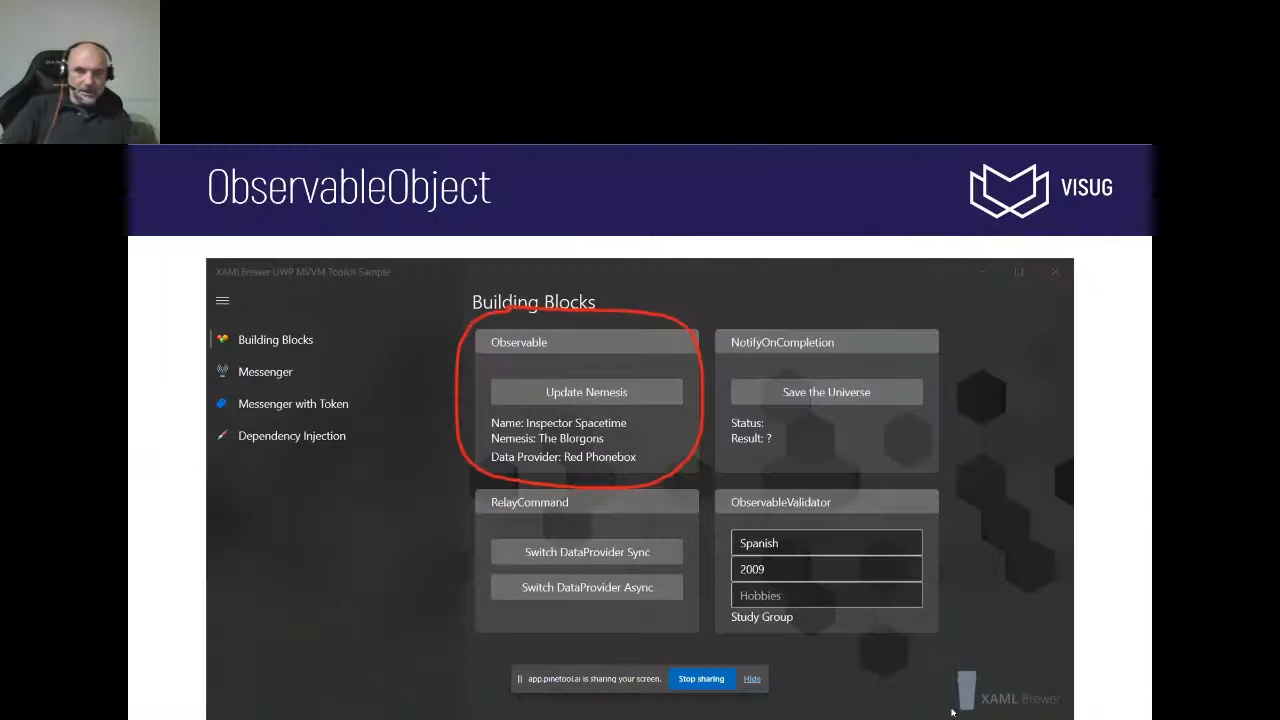 ObservableObject
VISUG
XAMLBrewer UWP MVVM Toolkit Sample
Building Blocks
Building Blocks
Messenger
Messenger with Token
Dependency Injection
Observable
Update Nemesis
Name: Inspector Spacetime
Nemesis: The Blorgons
Data Provider: Red Phonebox
NotifyOnCompletion
Save the Universe
Status:
Result: ?
RelayCommand
Switch DataProvider Sync
Switch DataProvider Async
ObservableValidator
Spanish
2009
Hobbies
Study Group
app.pinetool.ai is sharing your screen.
Stop sharing
Hide
XAML Brewer